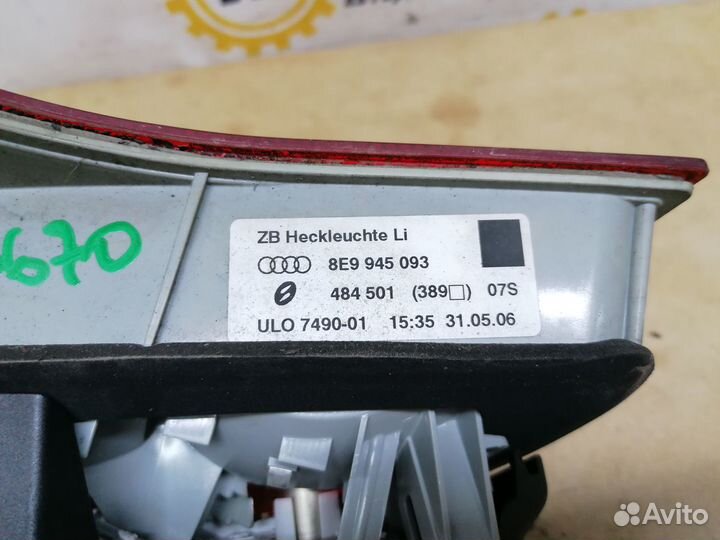 670
ZB Heckleuchte Li
8E9 945 093
484 501 (389□) 07S
ULO 7490-01 15:35 31.05.06
Avito